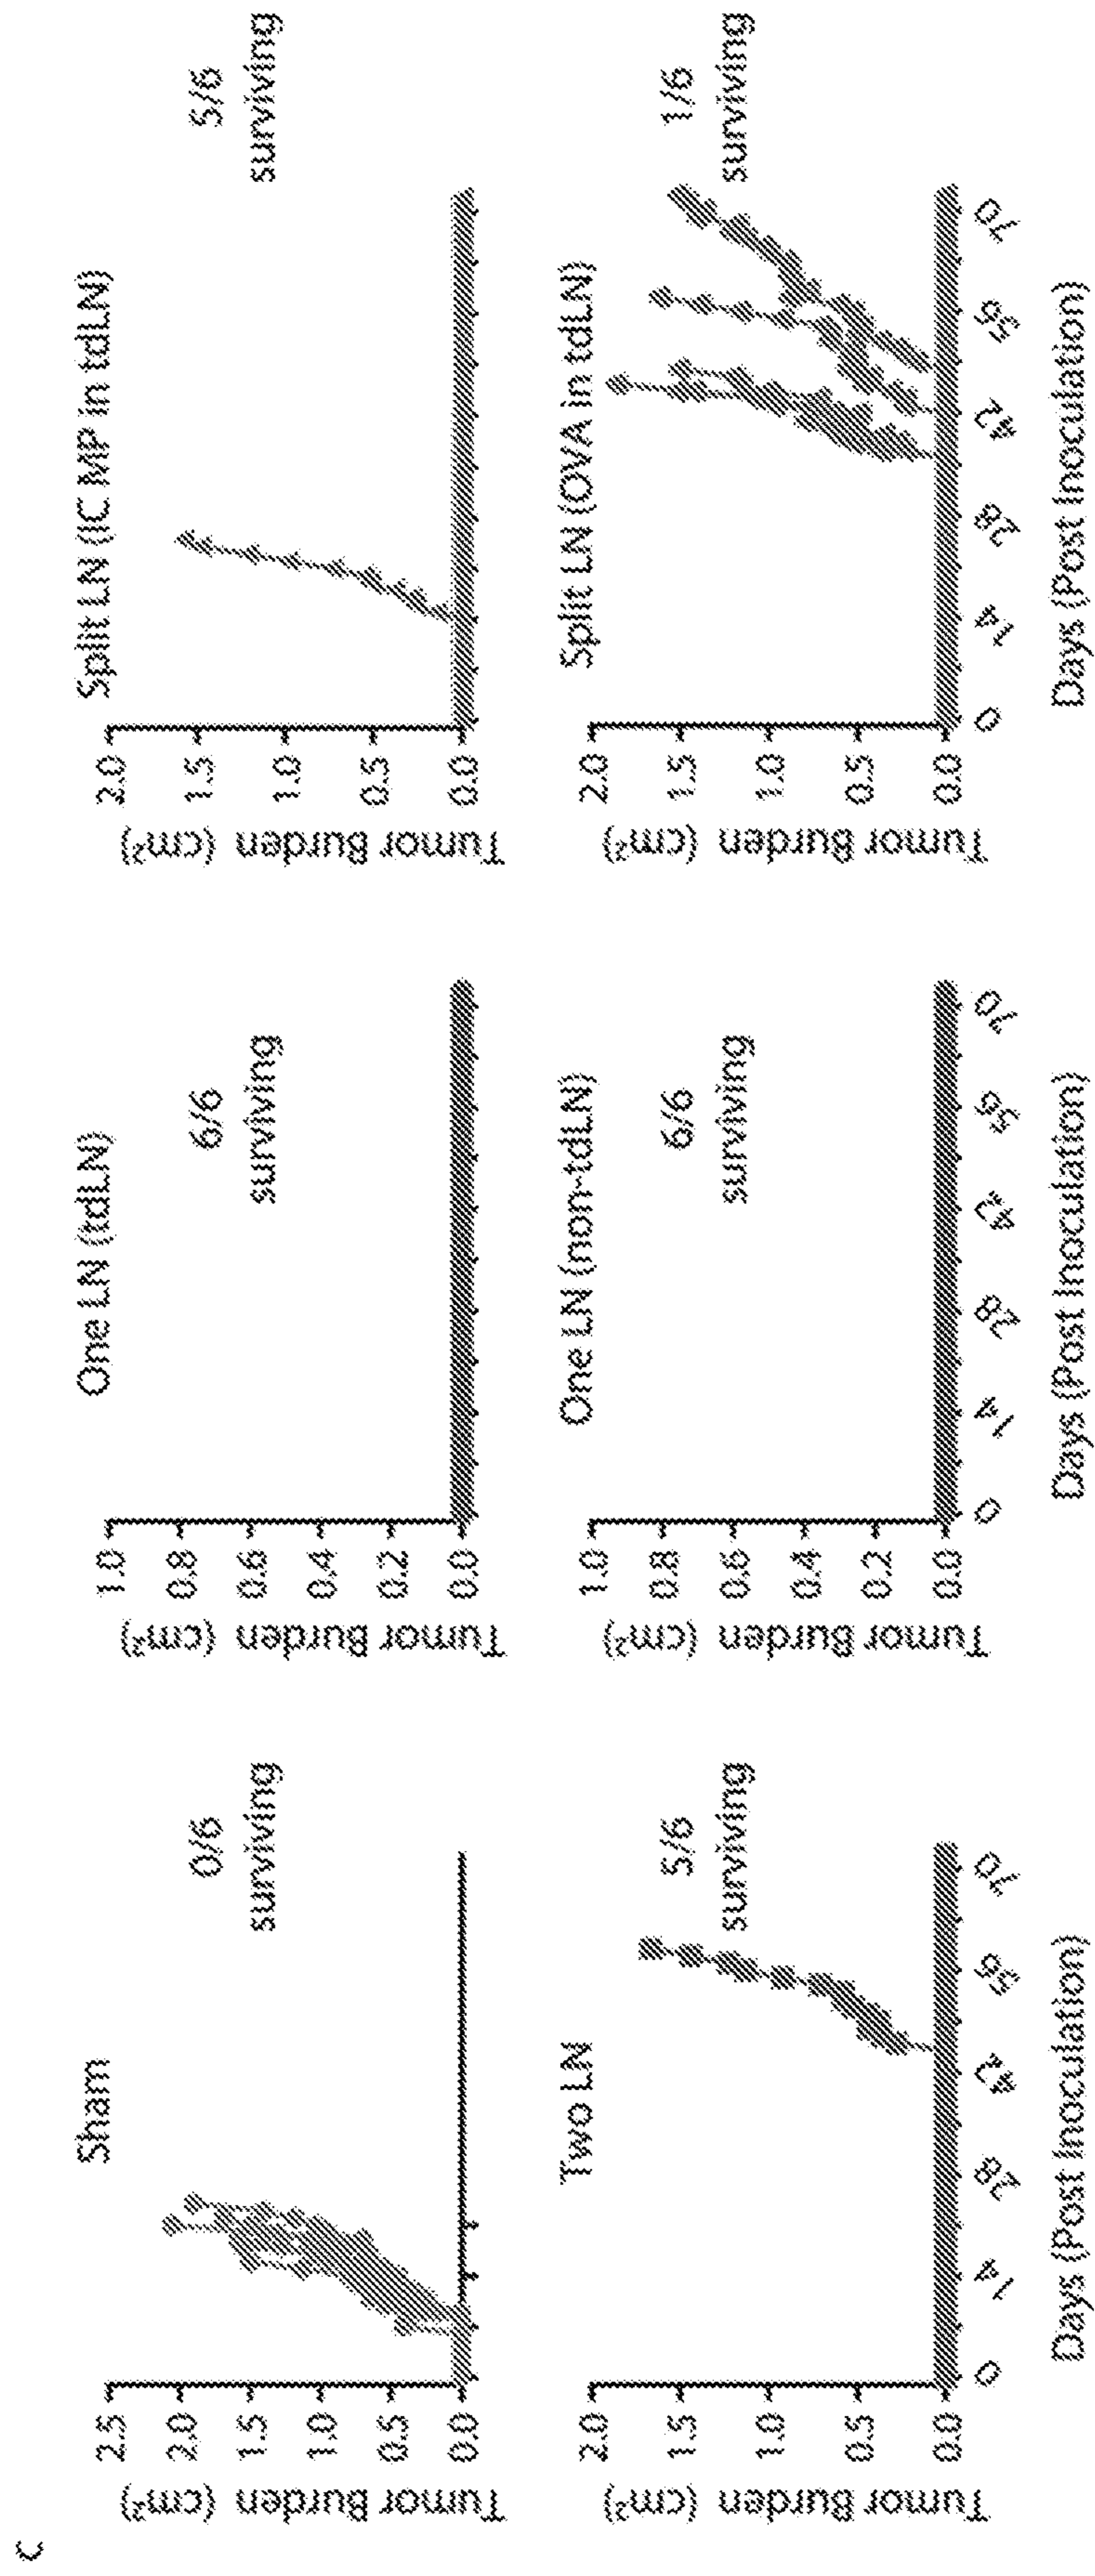 C
Sham
0/6
surviving
Tumor Burden (cm²)
2.5
2.0
1.5
1.0
0.5
0.0
One LN (tdLN)
6/6
surviving
Tumor Burden (cm²)
1.0
0.8
0.6
0.4
0.2
0.0
Split LN (IC MP in tdLN)
5/6
surviving
Tumor Burden (cm²)
2.0
1.5
1.0
0.5
0.0
Two LN
5/6
surviving
Tumor Burden (cm²)
2.0
1.5
1.0
0.5
0.0
0 14 28 42 56 70
Days (Post Inoculation)
One LN (non-tdLN)
6/6
surviving
Tumor Burden (cm²)
1.0
0.8
0.6
0.4
0.2
0.0
0 14 28 42 56 70
Days (Post Inoculation)
Split LN (OVA in tdLN)
1/6
surviving
Tumor Burden (cm²)
2.0
1.5
1.0
0.5
0.0
0 14 28 42 56 70
Days (Post Inoculation)